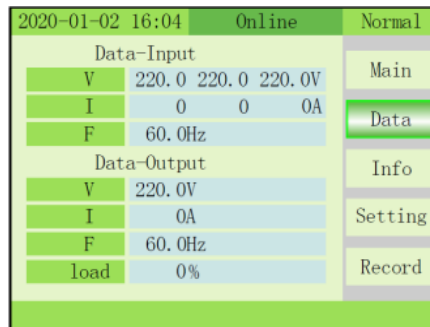 2020-01-02 16:04 Online Normal
Data-Input
V 220.0 220.0 220.0V
I 0 0 0A
F 60.0Hz
Data-Output
V 220.0V
I 0A
F 60.0Hz
load 0%
Main
Data
Info
Setting
Record